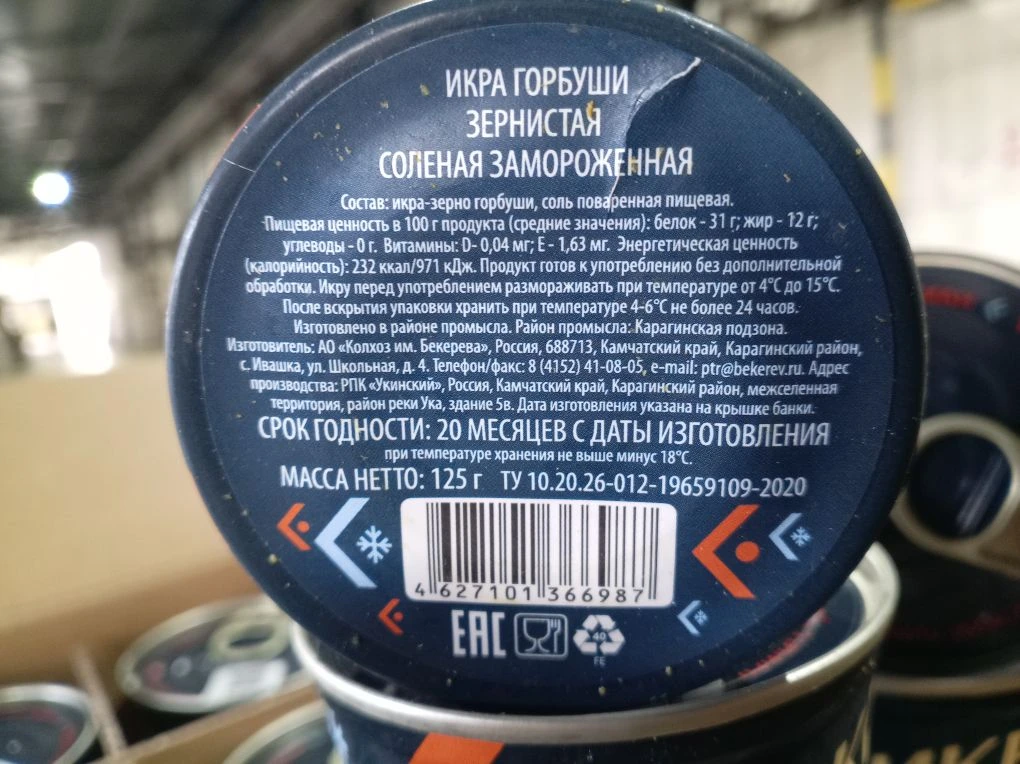 ИКРА ГОРБУШИ
ЗЕРНИСТАЯ
СОЛЕНАЯ ЗАМОРОЖЕННАЯ
Состав: икра-зерно горбуши, соль поваренная пищевая.
Пищевая ценность в 100 г продукта (средние значения): белок - 31 г; жир - 12 г;
углеводы - 0 г. Витамины: D- 0,04 мг; E - 1,63 мг. Энергетическая ценность
(калорийность): 232 ккал/971 кДж. Продукт готов к употреблению без дополнительной
обработки. Икру перед употреблением размораживать при температуре от 4°С до 15°С.
После вскрытия упаковки хранить при температуре 4-6°С не более 24 часов.
Изготовлено в районе промысла. Район промысла: Карагинская подзона.
Изготовитель: АО «Колхоз им. Бекерева», Россия, 688713, Камчатский край, Карагинский район,
с. Ивашка, ул. Школьная, д. 4. Телефон/факс: 8 (4152) 41-08-05, e-mail: ptr@bekerev.ru. Адрес
производства: РПК «Укинский», Россия, Камчатский край, Карагинский район, межселенная
территория, район реки Ука, здание 5в. Дата изготовления указана на крышке банки.
СРОК ГОДНОСТИ: 20 МЕСЯЦЕВ С ДАТЫ ИЗГОТОВЛЕНИЯ
при температуре хранения не выше минус 18°С.
МАССА НЕТТО: 125 г ТУ 10.20.26-012-19659109-2020
4 627101 366987
EAC
40
FE